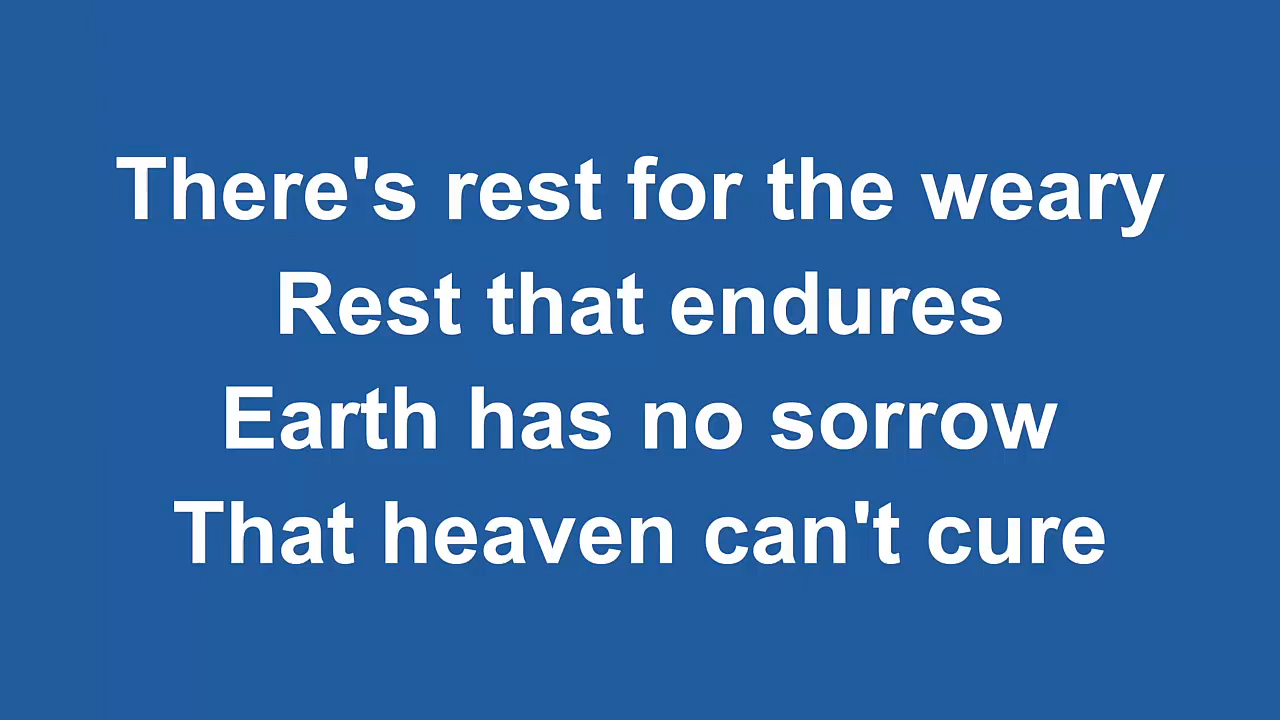 There's rest for the weary
Rest that endures
Earth has no sorrow
That heaven can't cure